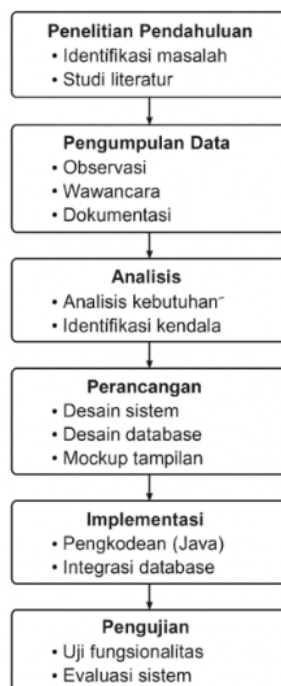 Penelitian Pendahuluan
• Identifikasi masalah
• Studi literatur
Pengumpulan Data
• Observasi
• Wawancara
• Dokumentasi
Analisis
• Analisis kebutuhan
• Identifikasi kendala
Perancangan
• Desain sistem
• Desain database
• Mockup tampilan
Implementasi
• Pengkodean (Java)
• Integrasi database
Pengujian
• Uji fungsionalitas
• Evaluasi sistem